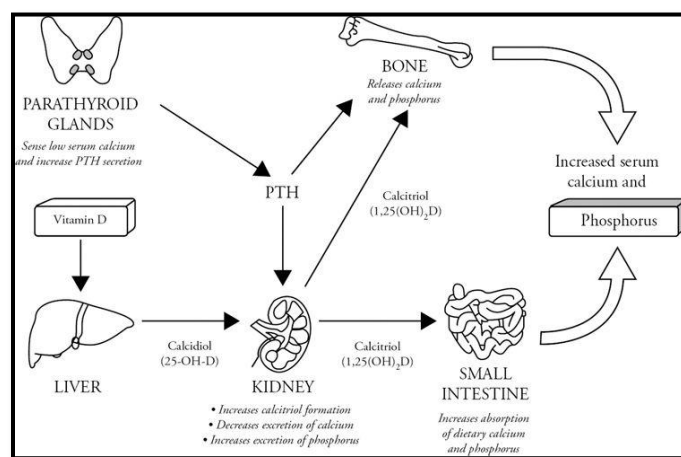 PARATHYROID
GLANDS
Sense low serum calcium
and increase PTH secretion
BONE
Releases calcium
and phosphorus
PTH
Increased serum
calcium and
Phosphorus
Vitamin D
Calcitriol
(1,25(OH)₂D)
LIVER
Calcidiol
(25-OH-D)
KIDNEY
• Increases calcitriol formation
• Decreases excretion of calcium
• Increases excretion of phosphorus
Calcitriol
(1,25(OH)₂D)
SMALL
INTESTINE
Increases absorption
of dietary calcium
and phosphorus